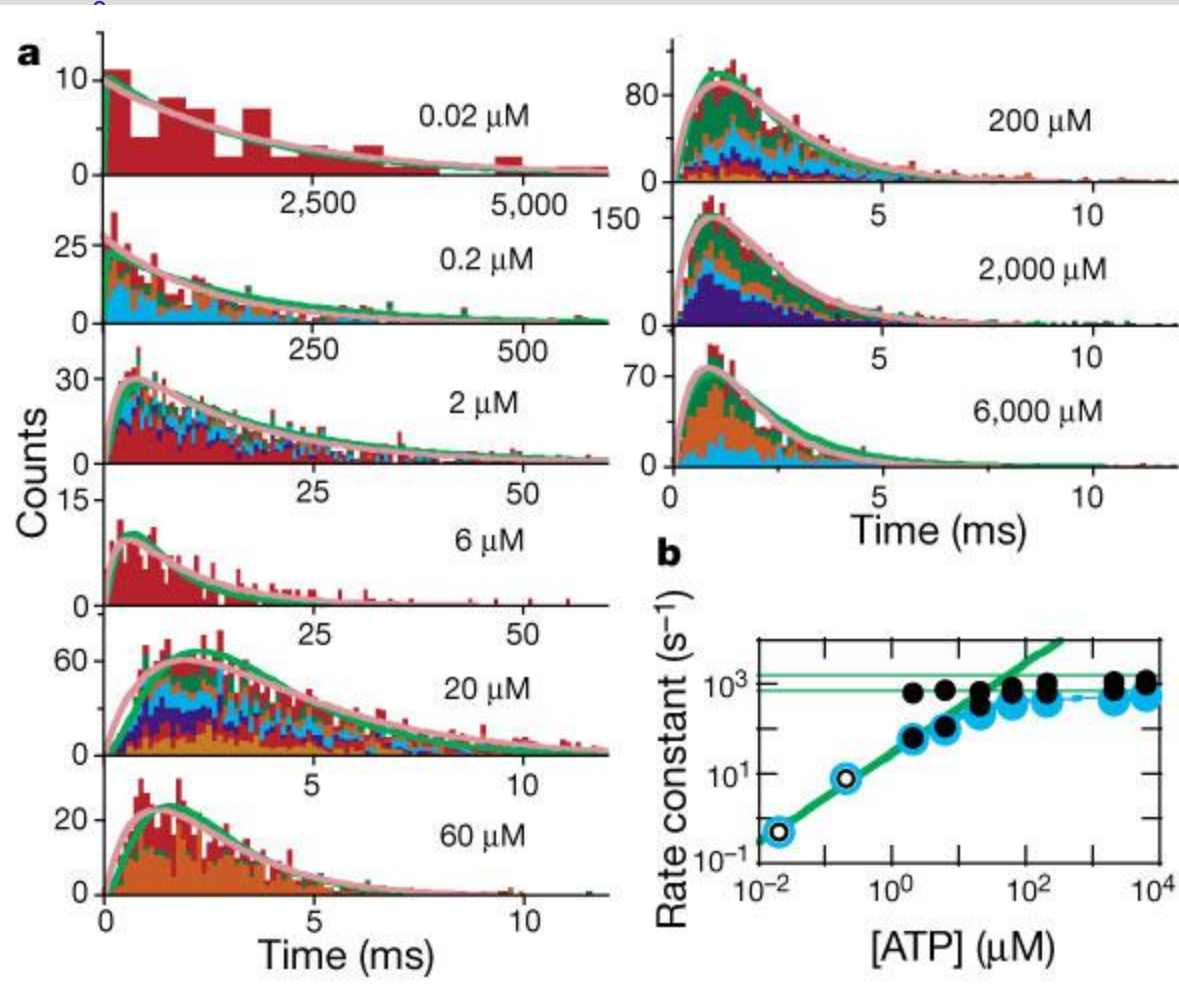 a
10
0
0.02 µM
2,500
5,000
25
0
0.2 µM
250
500
30
0
2 µM
25
50
15
0
6 µM
25
50
60
0
20 µM
5
10
20
0
60 µM
0
5
10
Time (ms)
Counts
80
0
200 µM
5
10
150
0
2,000 µM
5
10
70
0
6,000 µM
0
5
10
Time (ms)
b
Rate constant (s⁻¹)
10³
10¹
10⁻¹
10⁻²
10⁰
10²
10⁴
[ATP] (µM)